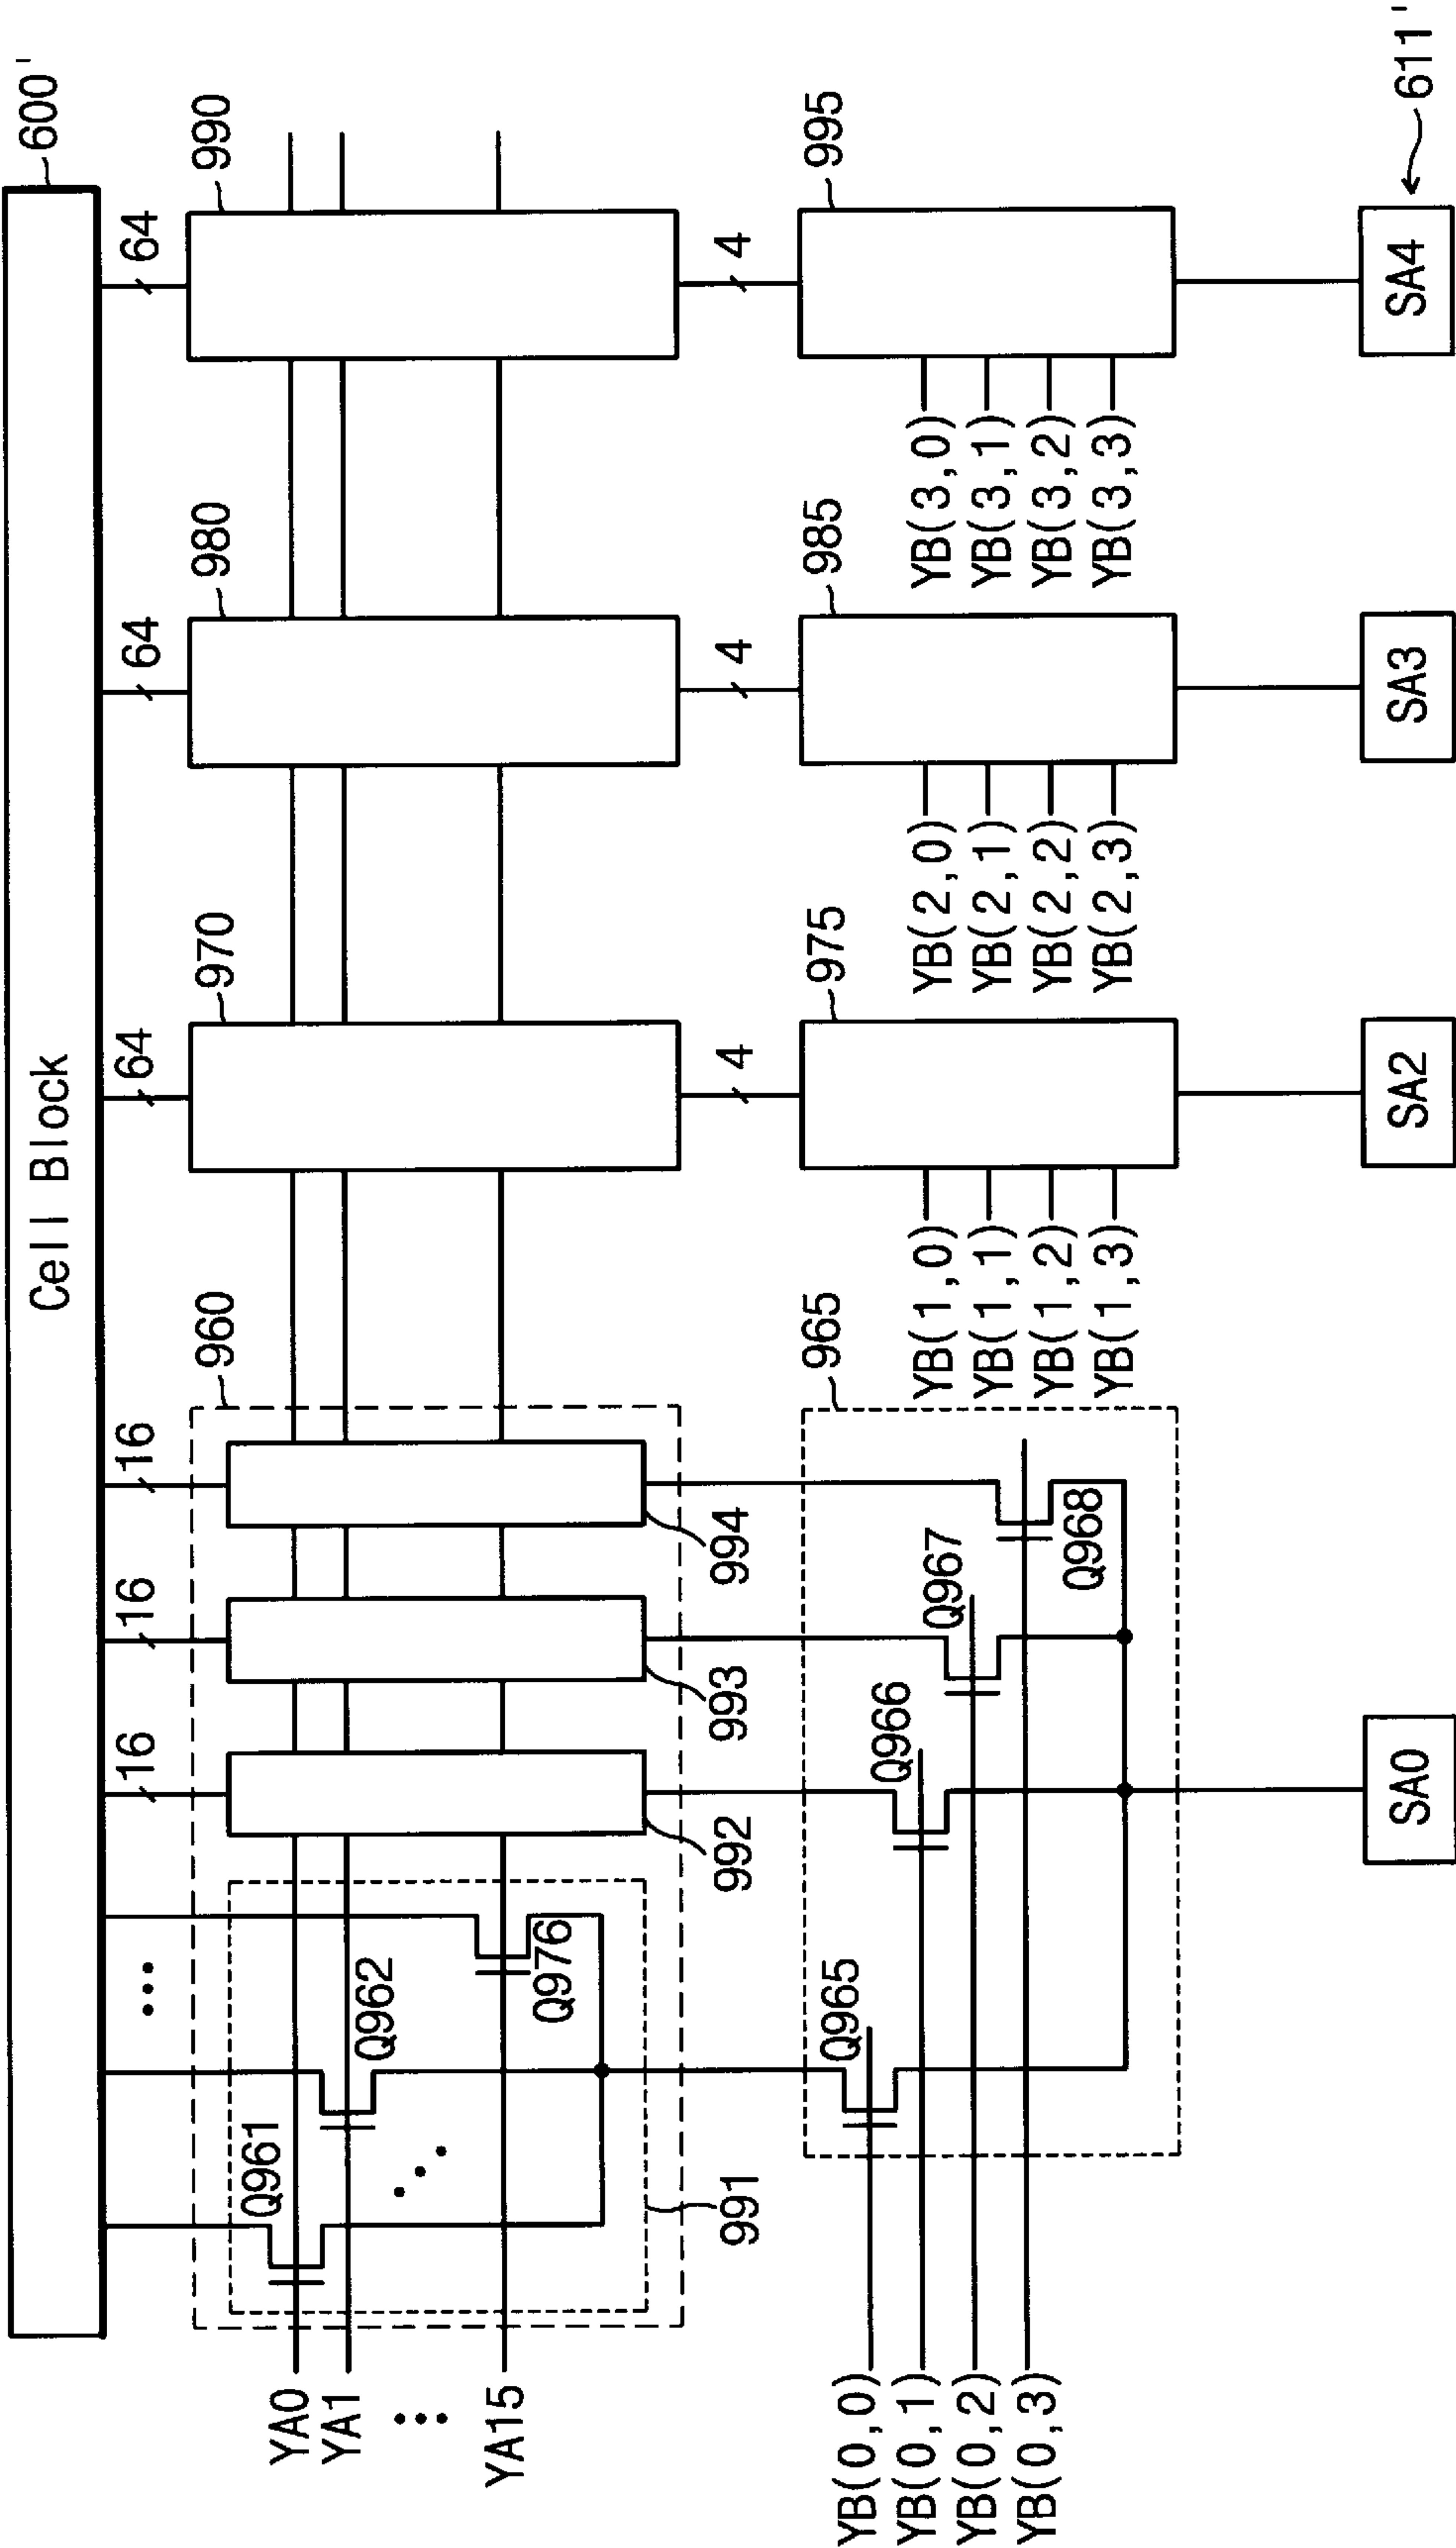 600'
Cell Block
16
16
16
64
64
64
960
970
980
990
YA0
YA1
YA15
Q961
Q962
Q976
991
992
993
994
4
4
4
965
975
985
995
YB(0,0)
YB(0,1)
YB(0,2)
YB(0,3)
Q965
Q966
Q967
Q968
YB(1,0)
YB(1,1)
YB(1,2)
YB(1,3)
YB(2,0)
YB(2,1)
YB(2,2)
YB(2,3)
YB(3,0)
YB(3,1)
YB(3,2)
YB(3,3)
SA0
SA2
SA3
SA4
611'